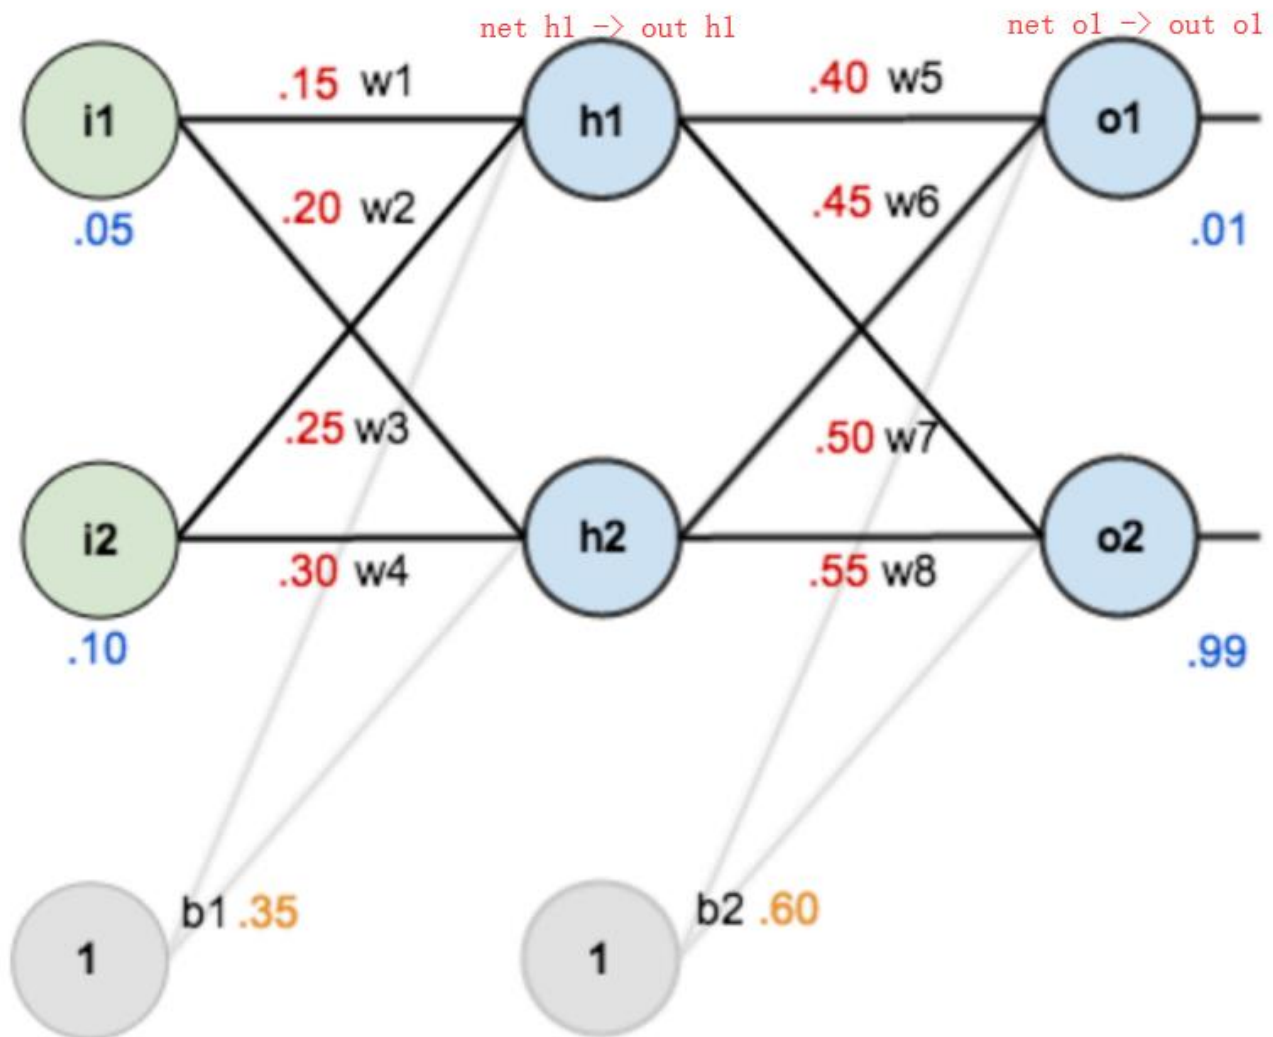 net h1 -> out h1
net o1 -> out o1
.15 w1
.40 w5
i1
h1
o1
.20 w2
.45 w6
.05
.01
.25 w3
.50 w7
i2
h2
o2
.30 w4
.55 w8
.10
.99
b1 .35
b2 .60
1
1